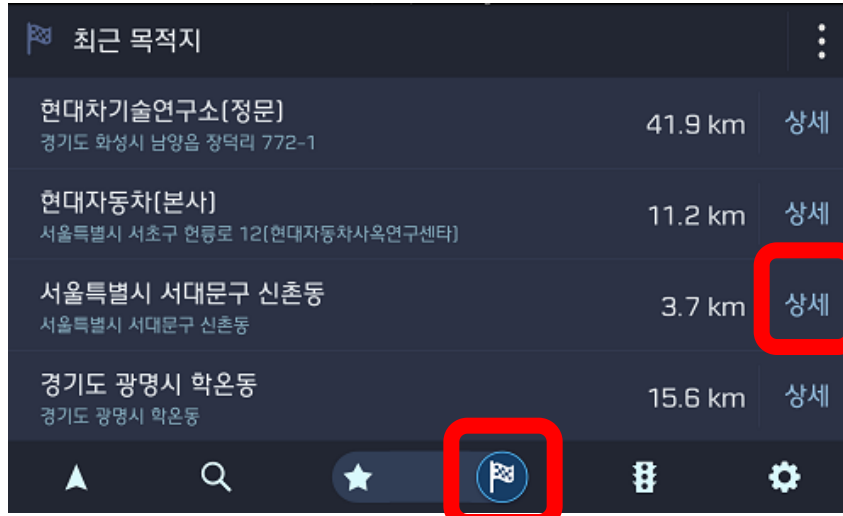 최근 목적지
현대차기술연구소(정문)
경기도 화성시 남양읍 장덕리 772-1
41.9 km 상세
현대자동차(본사)
서울특별시 서초구 헌릉로 12(현대자동차사옥연구센타)
11.2 km 상세
서울특별시 서대문구 신촌동
서울특별시 서대문구 신촌동
3.7 km 상세
경기도 광명시 학온동
경기도 광명시 학온동
15.6 km 상세